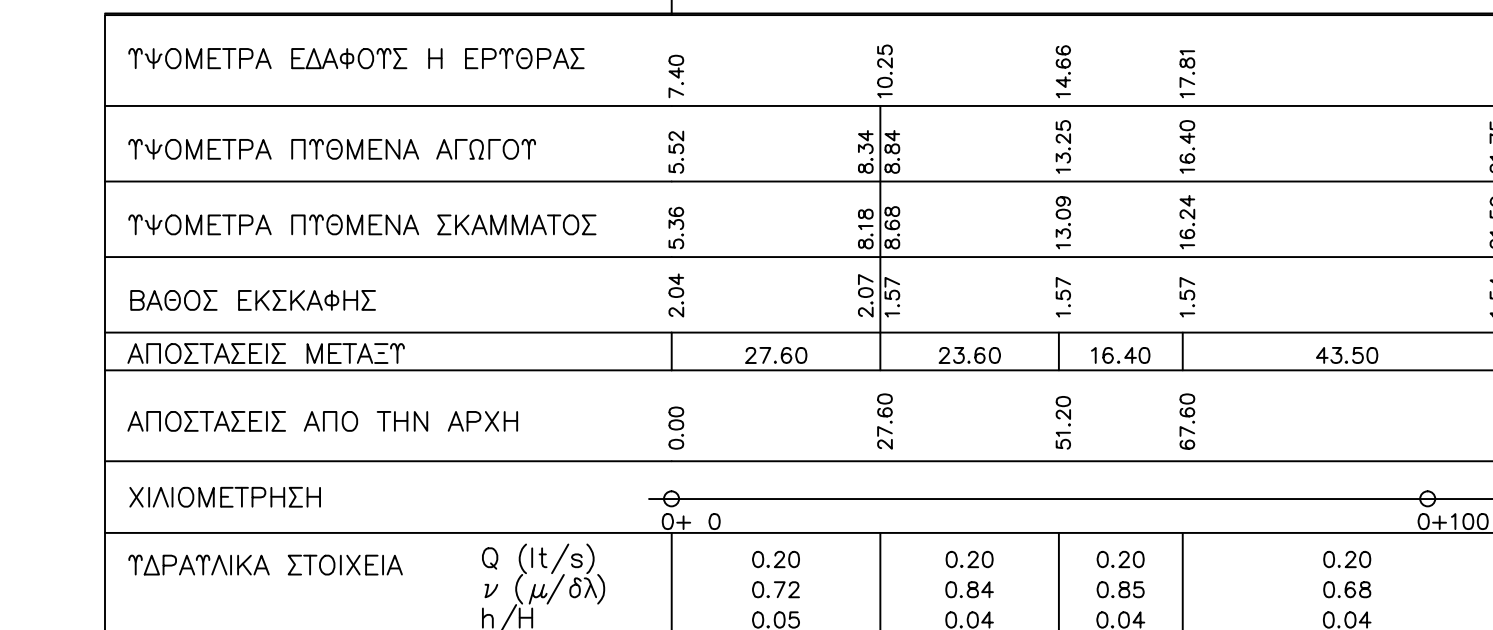 ΥΨΟΜΕΤΡΑ ΕΔΑΦΟΥΣ Η ΕΡΥΘΡΑΣ 7.40 10.25 14.66 17.81
ΥΨΟΜΕΤΡΑ ΠΥΘΜΕΝΑ ΑΓΩΓΟΥ 5.52 8.34 8.84 13.25 16.40
ΥΨΟΜΕΤΡΑ ΠΥΘΜΕΝΑ ΣΚΑΜΜΑΤΟΣ 5.36 8.18 8.68 13.09 16.24
ΒΑΘΟΣ ΕΚΣΚΑΦΗΣ 2.04 2.07 1.57 1.57 1.57
ΑΠΟΣΤΑΣΕΙΣ ΜΕΤΑΞΥ 27.60 23.60 16.40 43.50
ΑΠΟΣΤΑΣΕΙΣ ΑΠΟ ΤΗΝ ΑΡΧΗ 0.00 27.60 51.20 67.60
ΧΙΛΙΟΜΕΤΡΗΣΗ
0+ 0 0+100
ΥΔΡΑΥΛΙΚΑ ΣΤΟΙΧΕΙΑ Q (lt/s) 0.20 0.20 0.20 0.20
ν (μ/δλ) 0.72 0.84 0.85 0.68
h/H 0.05 0.04 0.04 0.04